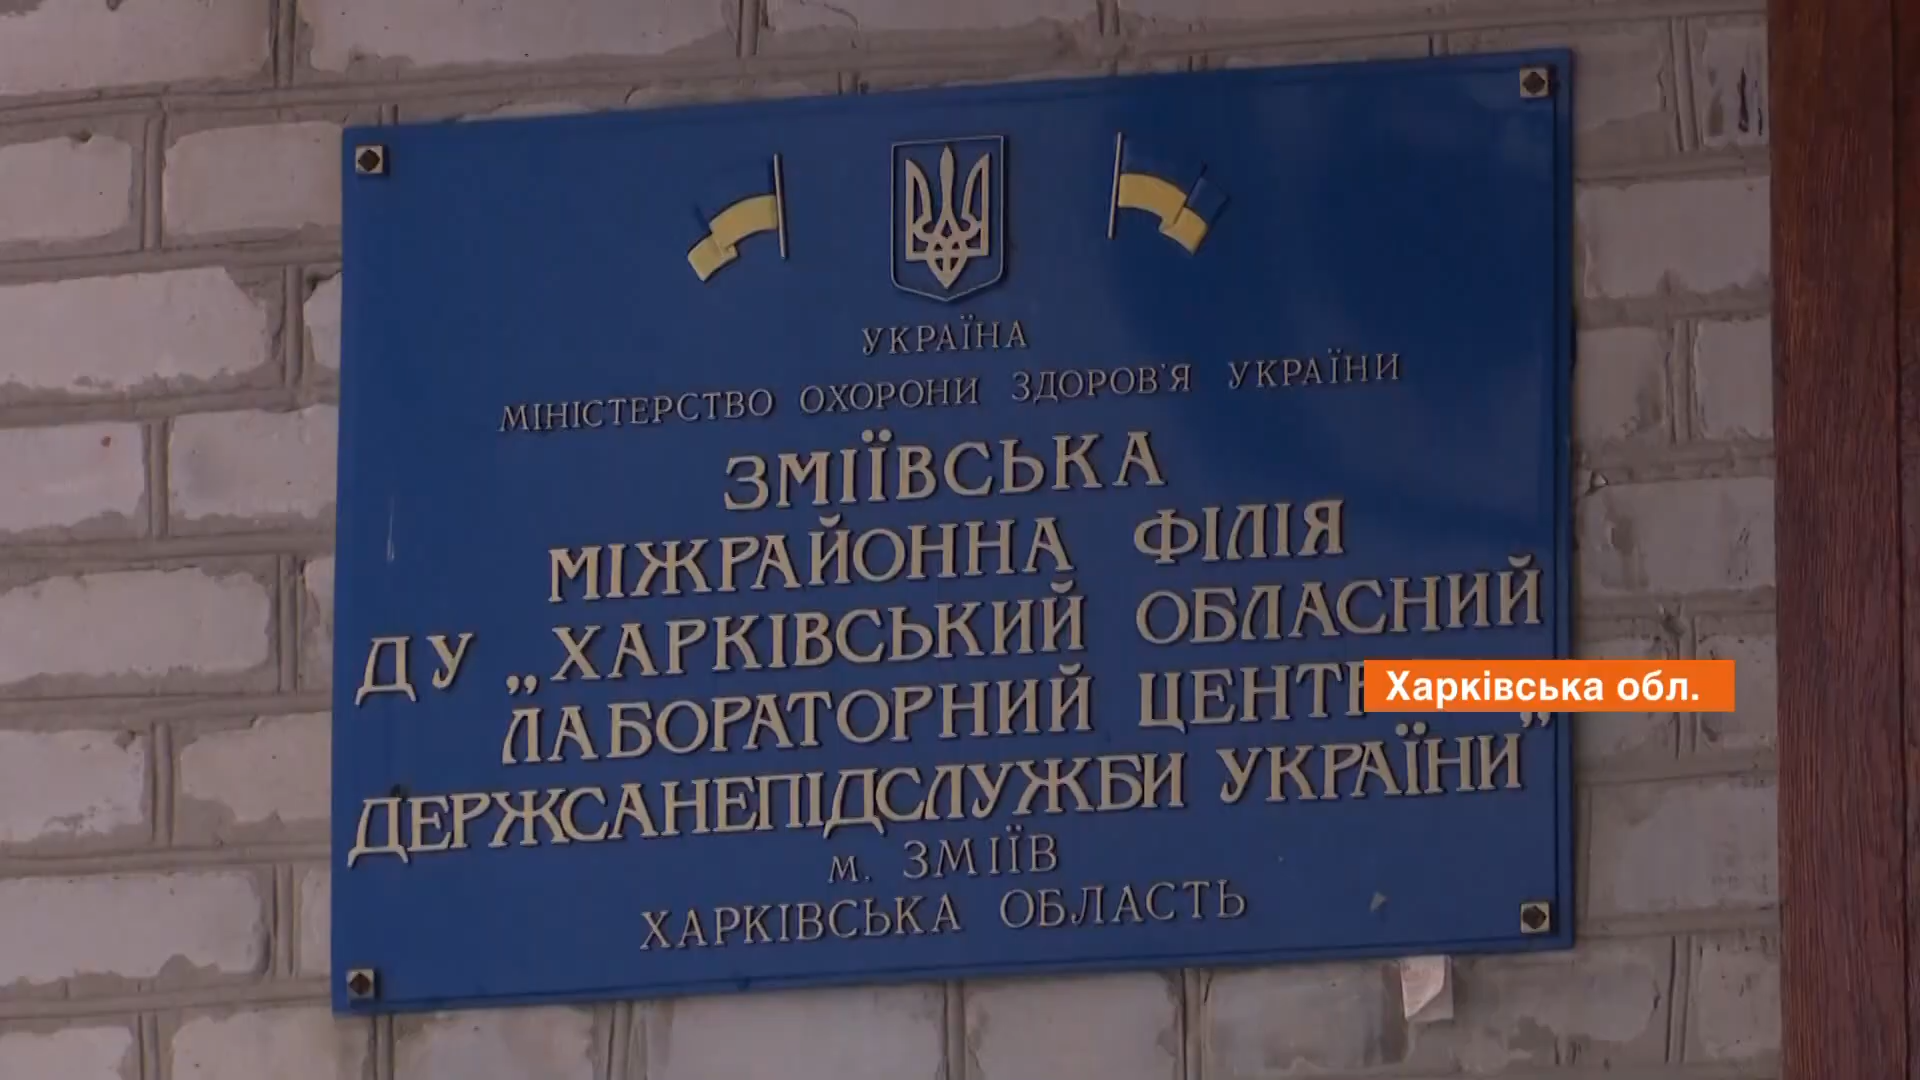 УКРАЇНА
МІНІСТЕРСТВО ОХОРОНИ ЗДОРОВ'Я УКРАЇНИ
ЗМІЇВСЬКА
МІЖРАЙОННА ФІЛІЯ
ДУ „ХАРКІВСЬКИЙ ОБЛАСНИЙ
ЛАБОРАТОРНИЙ
Харківська обл.
ДЕРЖСАНЕПІДСЛУЖБИ УКРАЇНИ”
м. ЗМІЇВ
ХАРКІВСЬКА ОБЛАСТЬ